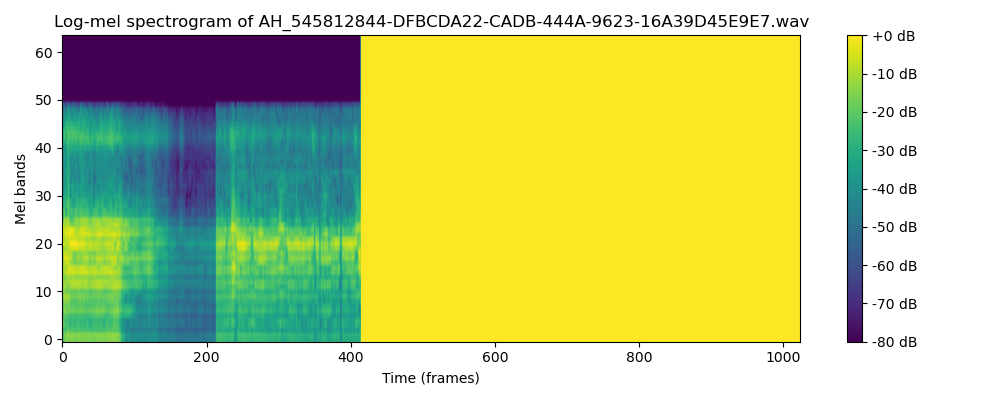 Log-mel spectrogram of AH_545812844-DFBCDA22-CADB-444A-9623-16A39D45E9E7.wav
Mel bands
60
50
40
30
20
10
0
0 200 400 600 800 1000
Time (frames)
+0 dB
-10 dB
-20 dB
-30 dB
-40 dB
-50 dB
-60 dB
-70 dB
-80 dB